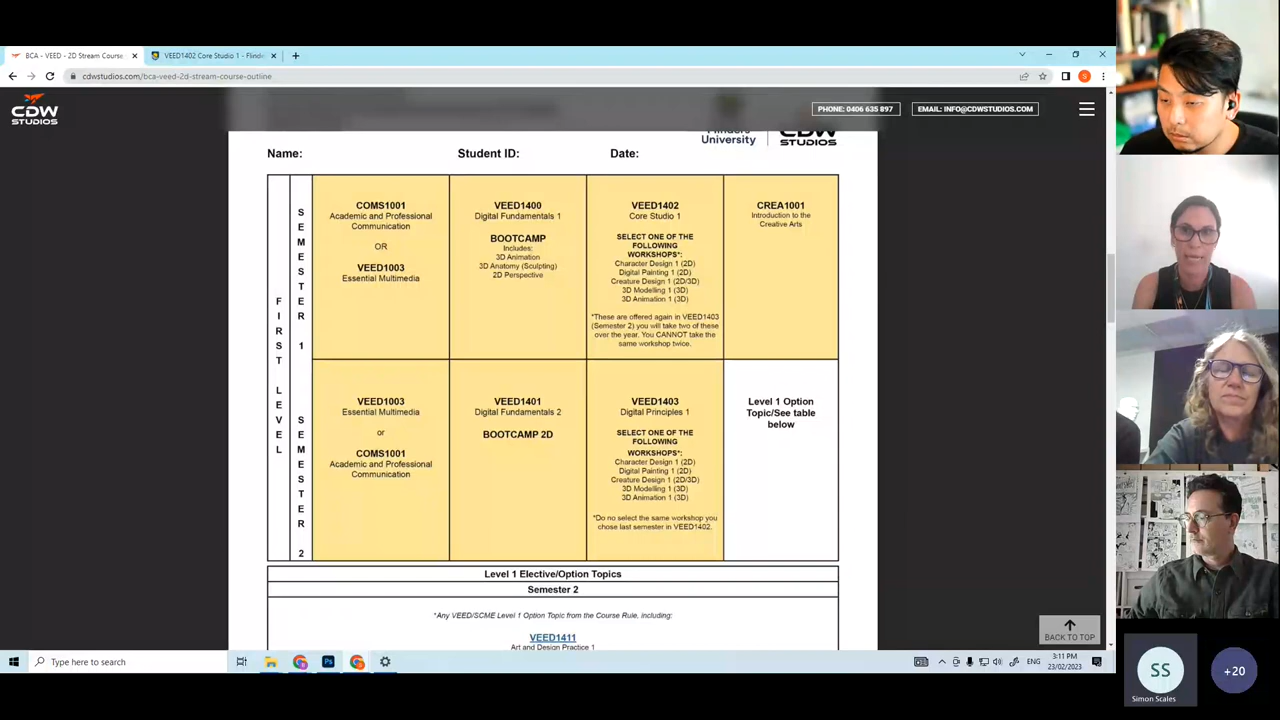 BCA - VEED - 2D Stream Course
VEED1402 Core Studio 1 - Flinde
cdwstudios.com/bca-veed-2d-stream-course-outline
S
CDW
STUDIOS
PHONE: 0406 635 897
EMAIL: INFO@CDWSTUDIOS.COM
Flinders
University
CDW
STUDIOS
Name:
Student ID:
Date:
FIRST LEVEL
SEMESTER 1
COMS1001
Academic and Professional
Communication
OR
VEED1003
Essential Multimedia
VEED1400
Digital Fundamentals 1
BOOTCAMP
Includes:
3D Animation
3D Anatomy (Sculpting)
2D Perspective
VEED1402
Core Studio 1
SELECT ONE OF THE
FOLLOWING
WORKSHOPS*:
Character Design 1 (2D)
Digital Painting 1 (2D)
Creature Design 1 (2D/3D)
3D Modelling 1 (3D)
3D Animation 1 (3D)
*These are offered again in VEED1403
(Semester 2) you will take two of these
over the year. You CANNOT take the
same workshop twice.
CREA1001
Introduction to the
Creative Arts
SEMESTER 2
VEED1003
Essential Multimedia
or
COMS1001
Academic and Professional
Communication
VEED1401
Digital Fundamentals 2
BOOTCAMP 2D
VEED1403
Digital Principles 1
SELECT ONE OF THE
FOLLOWING
WORKSHOPS*:
Character Design 1 (2D)
Digital Painting 1 (2D)
Creature Design 1 (2D/3D)
3D Modelling 1 (3D)
3D Animation 1 (3D)
*Do no select the same workshop you
chose last semester in VEED1402.
Level 1 Option
Topic/See table
below
Level 1 Elective/Option Topics
Semester 2
*Any VEED/SCME Level 1 Option Topic from the Course Rule, including:
VEED1411
Art and Design Practice 1
BACK TO TOP
Type here to search
ENG
3:11 PM
23/02/2023
SS
Simon Scales
+20